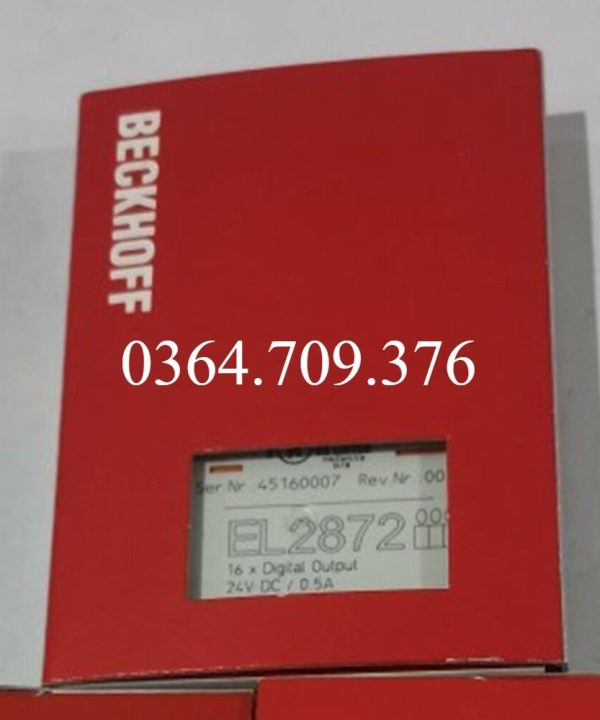 BECKHOFF
0364.709.376
Ser.Nr.:45160007 Rev.Nr.:00
EL2872
16 x Digital Output
24V DC / 0.5A